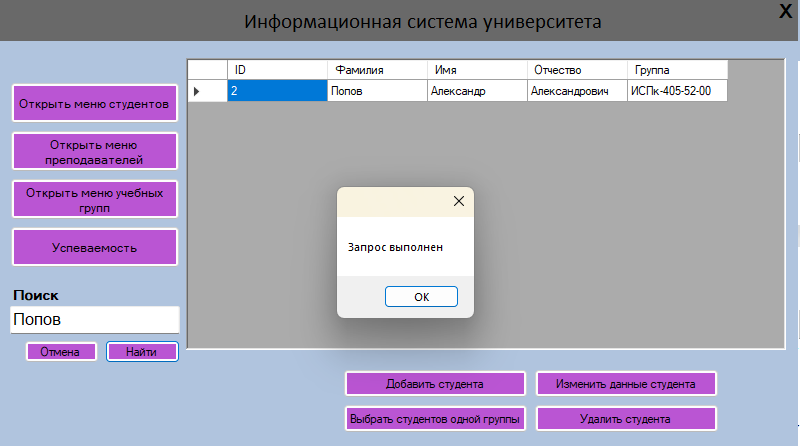 Информационная система университета
X
ID Фамилия Имя Отчество Группа
2 Попов Александр Александрович ИСПк-405-52-00
Открыть меню студентов
Открыть меню
преподавателей
Открыть меню учебных
групп
Успеваемость
Поиск
Попов
Отмена Найти
Запрос выполнен
OK
Добавить студента Изменить данные студента
Выбрать студентов одной группы Удалить студента